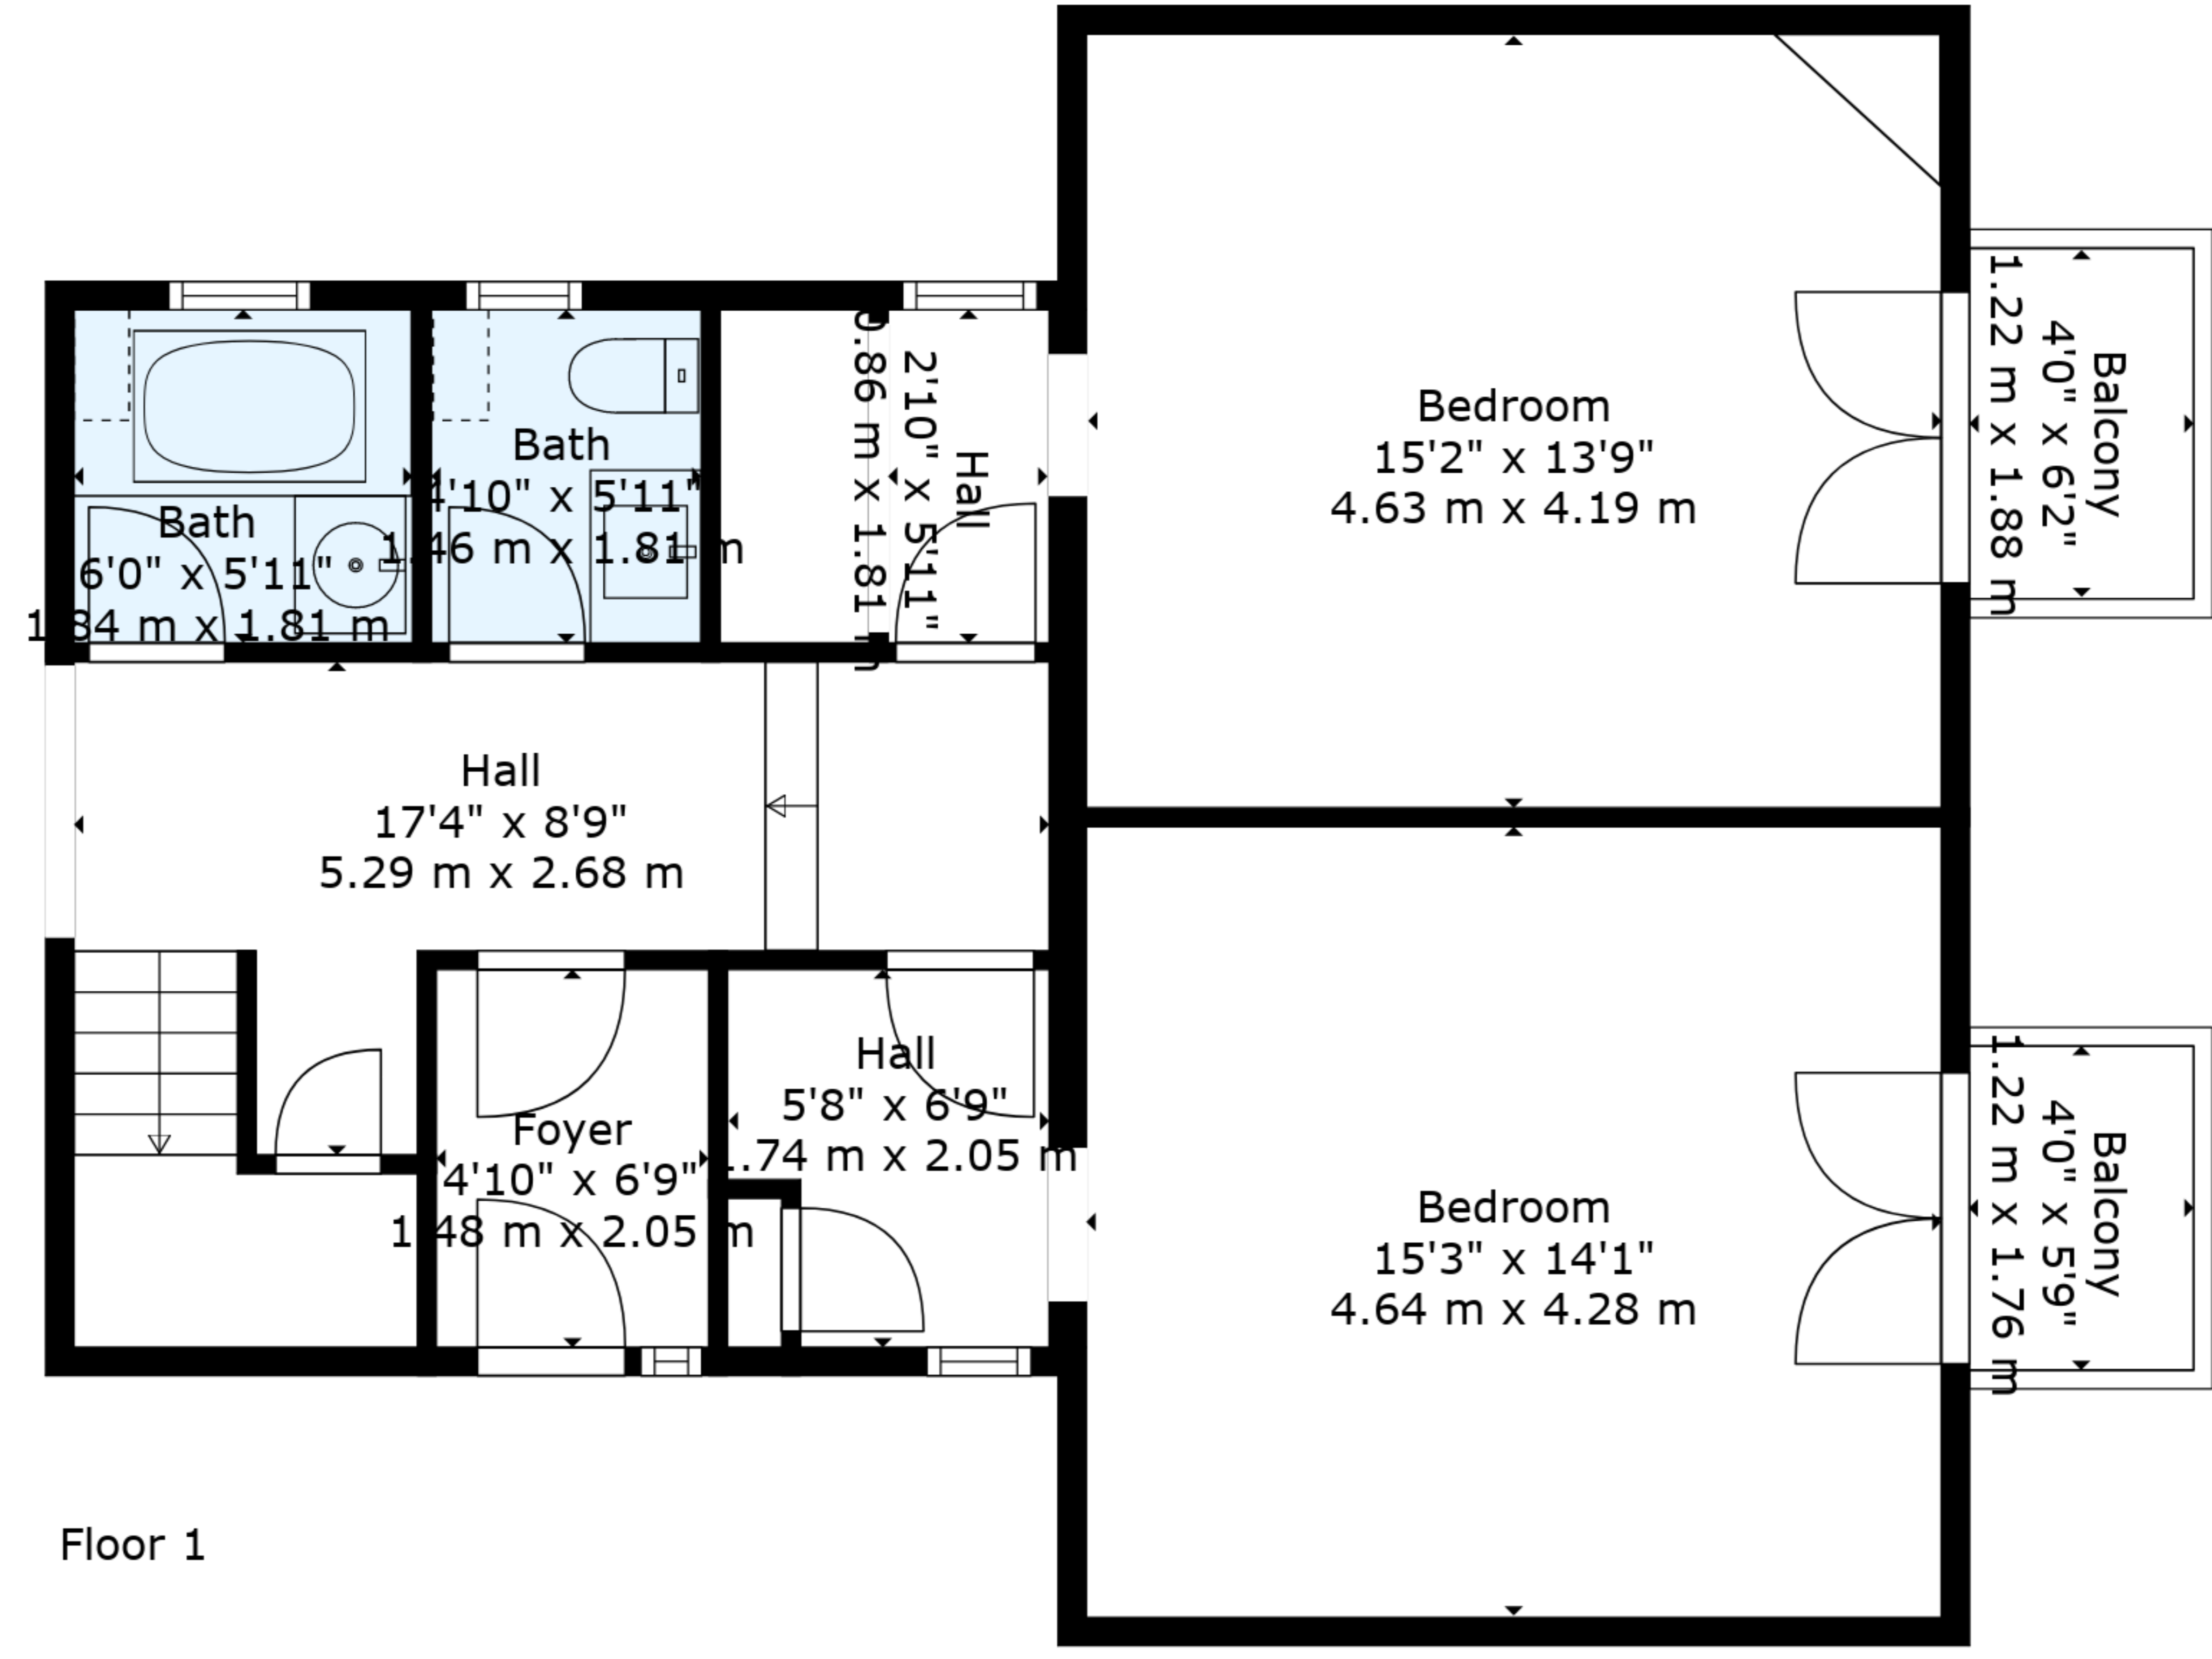 Bedroom
15'2" x 13'9"
4.63 m x 4.19 m
Balcony
4'0" x 6'2"
1.22 m x 1.88 m
Hall
2'10" x 5'11"
0.86 m x 1.81 m
Bath
4'10" x 5'11"
1.46 m x 1.81 m
Bath
6'0" x 5'11"
1.84 m x 1.81 m
Hall
17'4" x 8'9"
5.29 m x 2.68 m
Hall
5'8" x 6'9"
1.74 m x 2.05 m
Foyer
4'10" x 6'9"
1.48 m x 2.05 m
Bedroom
15'3" x 14'1"
4.64 m x 4.28 m
Balcony
4'0" x 5'9"
1.22 m x 1.76 m
Floor 1